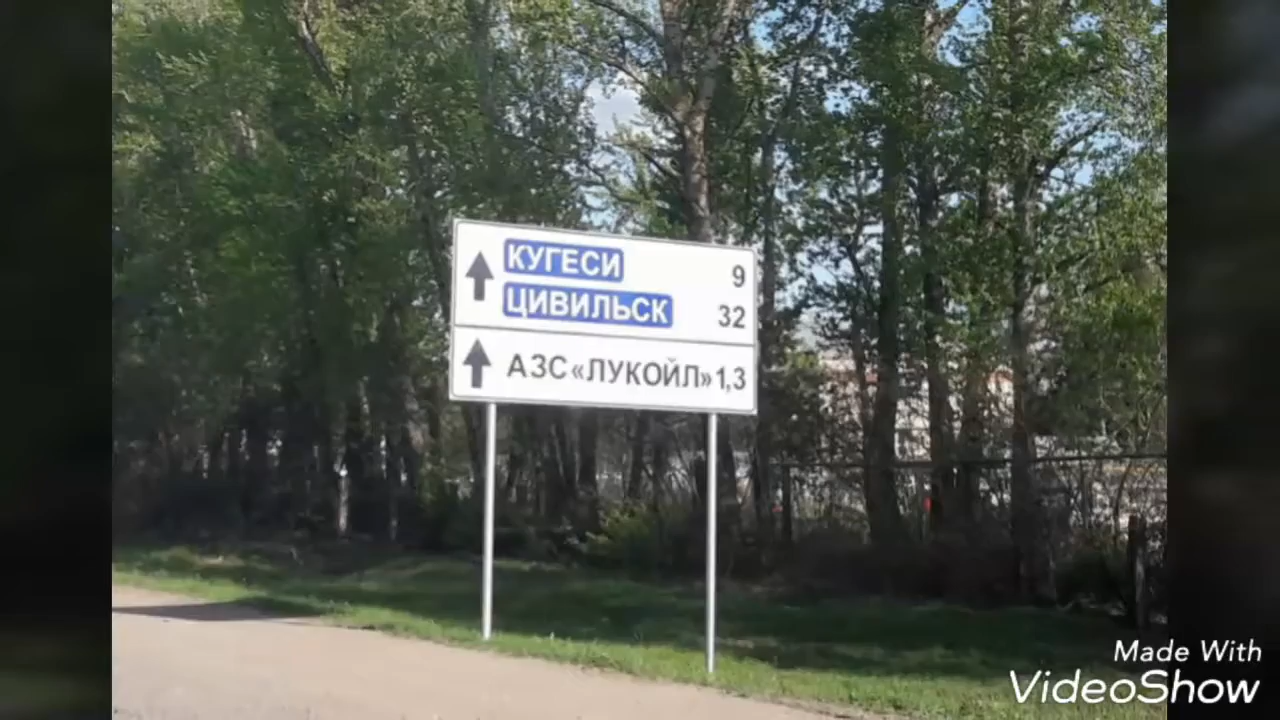 КУГЕСИ 9
ЦИВИЛЬСК 32
АЗС «ЛУКОЙЛ» 1,3
Made With
VideoShow